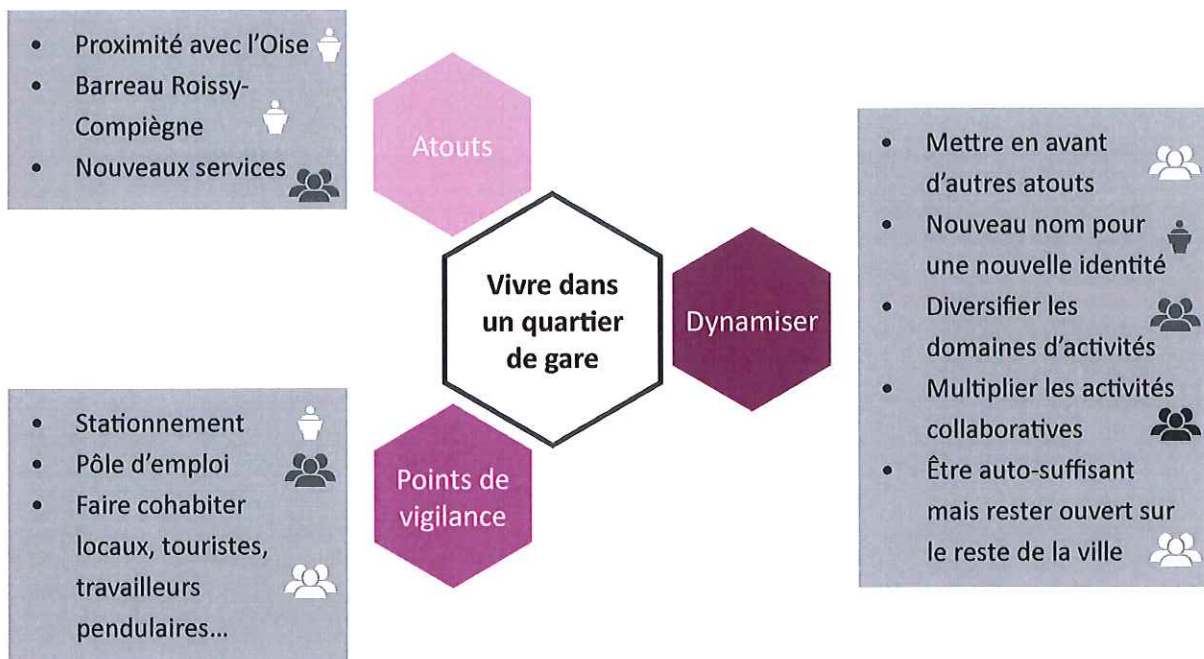 • Proximité avec l'Oise
• Barreau Roissy-
Compiègne
• Nouveaux services
Atouts
Vivre dans
un quartier
de gare
Dynamiser
• Mettre en avant
d'autres atouts
• Nouveau nom pour
une nouvelle identité
• Diversifier les
domaines d'activités
• Multiplier les activités
collaboratives
• Être auto-suffisant
mais rester ouvert sur
le reste de la ville
• Stationnement
• Pôle d'emploi
• Faire cohabiter
locaux, touristes,
travailleurs
pendulaires...
Points de
vigilance